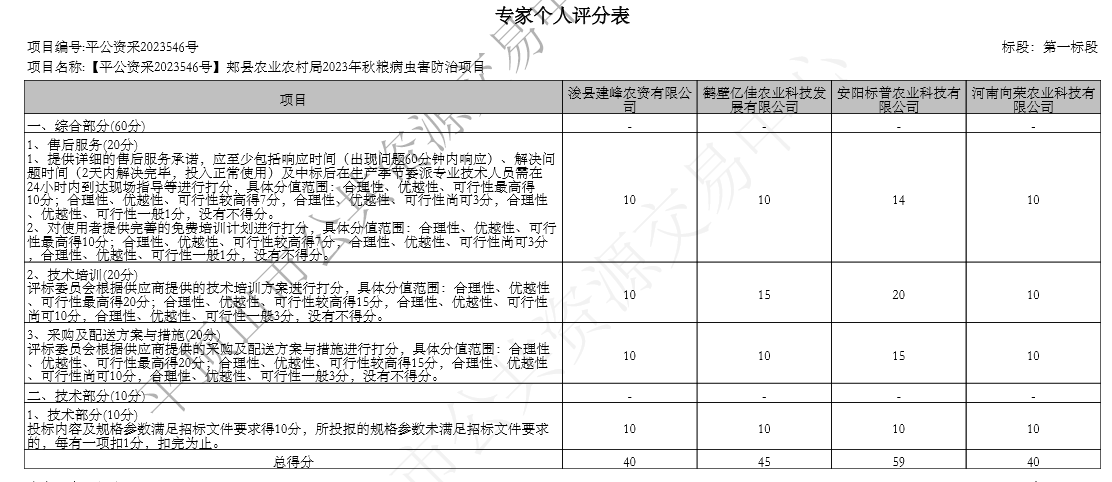 专家个人评分表
项目编号:平公资采2023546号 标段：第一标段
项目名称:【平公资采2023546号】郏县农业农村局2023年秋粮病虫害防治项目
项目 浚县建峰农资有限公司 鹤壁亿佳农业科技发展有限公司 安阳标普农业科技有限公司 河南向荣农业科技有限公司
一、综合部分(60分) - - - -
1、售后服务(20分)
1、提供详细的售后服务承诺，应至少包括响应时间（出现问题60分钟内响应）、解决问
题时间（2天内解决完毕，投入正常使用）及中标后在生产季节委派专业技术人员需在
24小时内到达现场指导等进行打分，具体分值范围：合理性、优越性、可行性最高得
10分；合理性、优越性、可行性较高得7分，合理性、优越性、可行性尚可3分，合理性
、优越性、可行性一般1分，没有不得分。
2、对使用者提供完善的免费培训计划进行打分，具体分值范围：合理性、优越性、可行
性最高得10分；合理性、优越性、可行性较高得7分，合理性、优越性、可行性尚可3分
，合理性、优越性、可行性一般1分，没有不得分。
10 10 14 10
2、技术培训(20分)
评标委员会根据供应商提供的技术培训方案进行打分，具体分值范围：合理性、优越性
、可行性最高得20分；合理性、优越性、可行性较高得15分，合理性、优越性、可行性
尚可10分，合理性、优越性、可行性一般3分，没有不得分。
10 15 20 10
3、采购及配送方案与措施(20分)
评标委员会根据供应商提供的采购及配送方案与措施进行打分，具体分值范围：合理性
、优越性、可行性最高得20分；合理性、优越性、可行性较高得15分，合理性、优越性
、可行性尚可10分，合理性、优越性、可行性一般3分，没有不得分。
10 10 15 10
二、技术部分(10分) - - - -
1、技术部分(10分)
投标内容及规格参数满足招标文件要求得10分，所投报的规格参数未满足招标文件要求
的，每有一项扣1分，扣完为止。
10 10 10 10
总得分 40 45 59 40
平顶山市公共资源交易中心
市公共资源交易中心